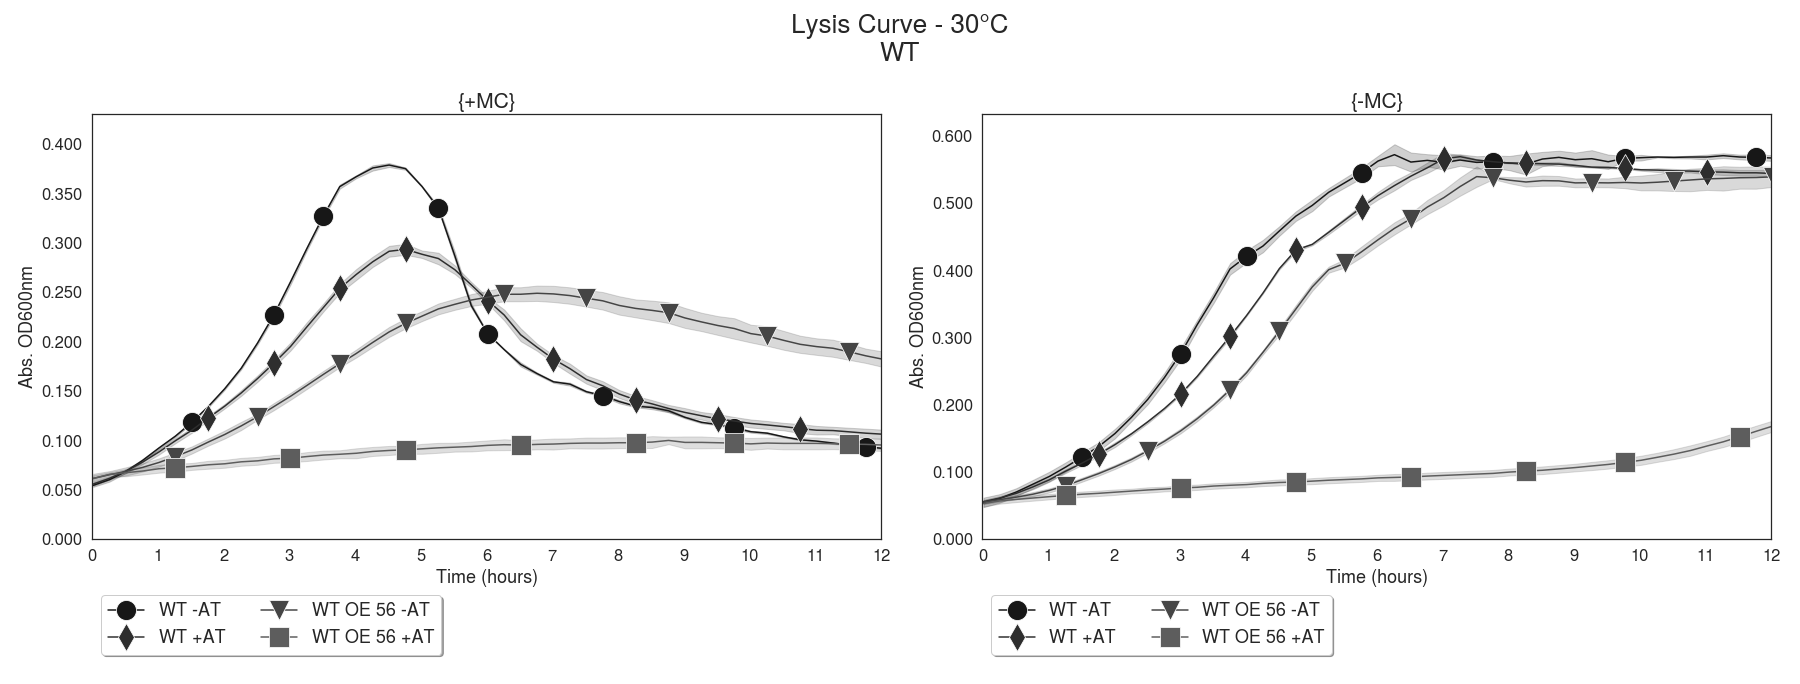 Lysis Curve - 30°C
WT
{+MC}
0.400
0.350
0.300
0.250
0.200
0.150
0.100
0.050
0.000
Abs. OD600nm
0 1 2 3 4 5 6 7 8 9 10 11 12
Time (hours)
WT -AT WT OE 56 -AT
WT +AT WT OE 56 +AT
{-MC}
0.600
0.500
0.400
0.300
0.200
0.100
0.000
Abs. OD600nm
0 1 2 3 4 5 6 7 8 9 10 11 12
Time (hours)
WT -AT WT OE 56 -AT
WT +AT WT OE 56 +AT